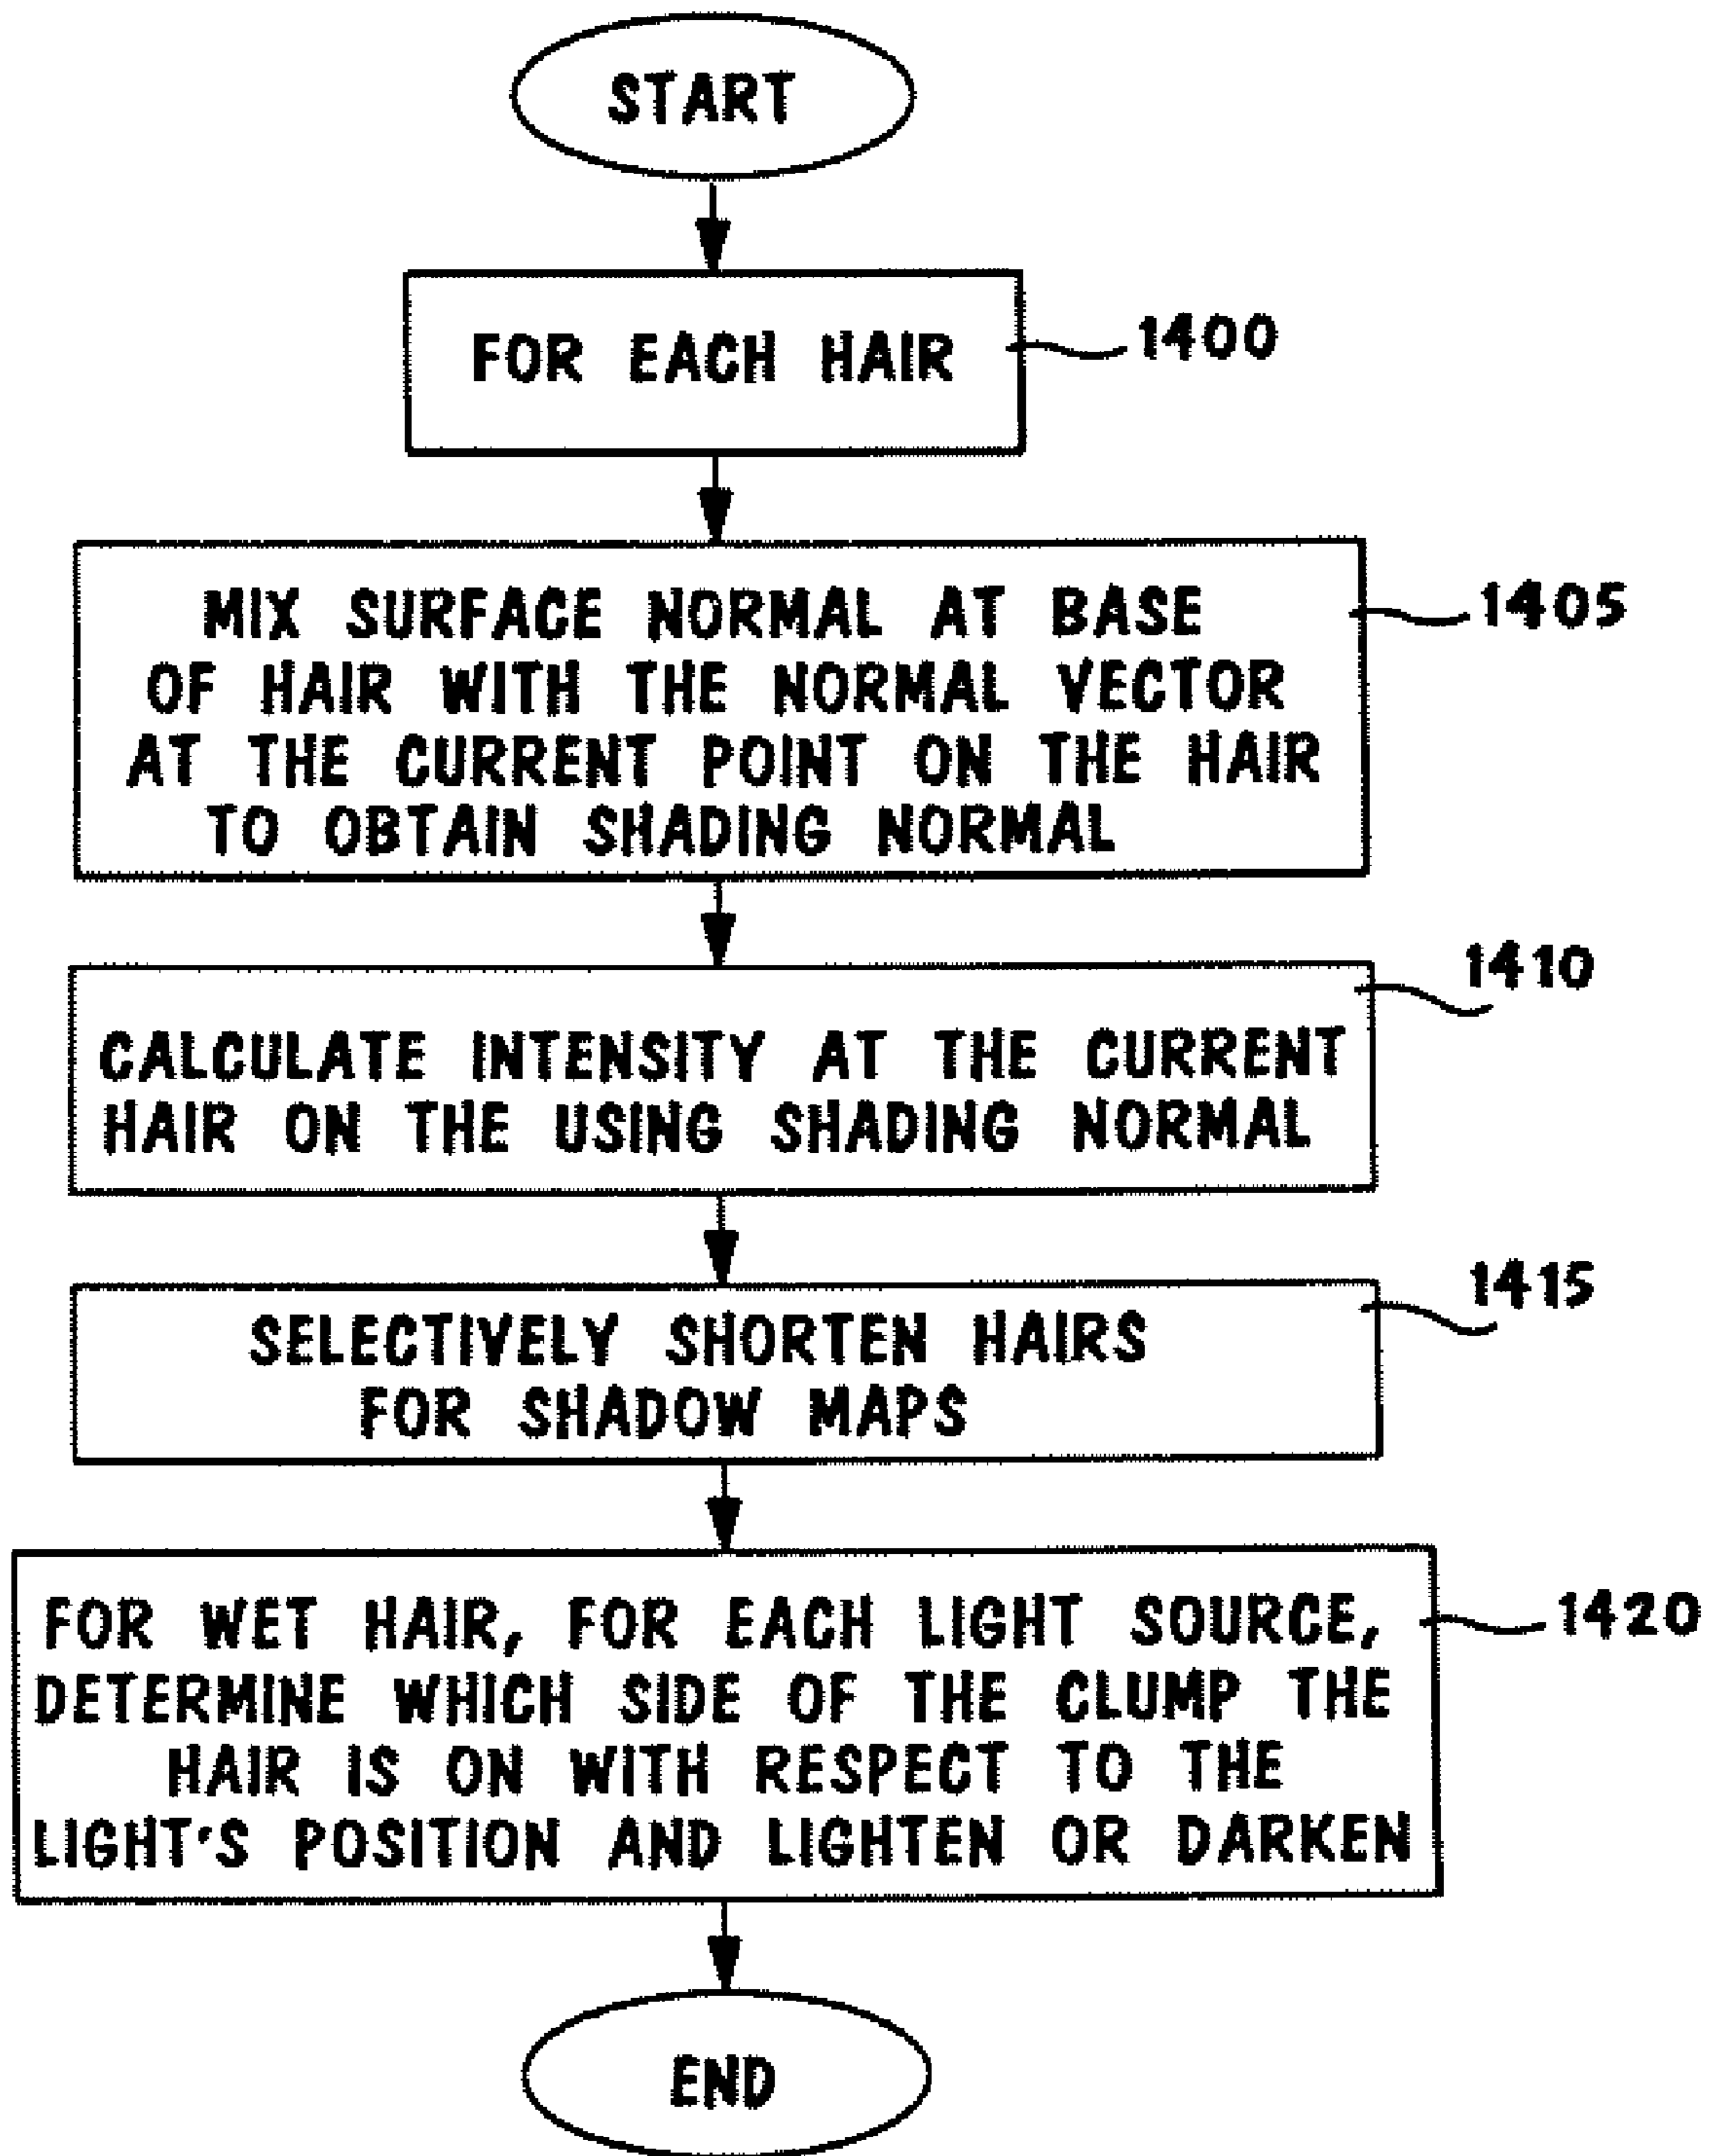 START
FOR EACH HAIR
1400
MIX SURFACE NORMAL AT BASE
OF HAIR WITH THE NORMAL VECTOR
AT THE CURRENT POINT ON THE HAIR
TO OBTAIN SHADING NORMAL
1405
CALCULATE INTENSITY AT THE CURRENT
HAIR ON THE USING SHADING NORMAL
1410
SELECTIVELY SHORTEN HAIRS
FOR SHADOW MAPS
1415
FOR WET HAIR, FOR EACH LIGHT SOURCE,
DETERMINE WHICH SIDE OF THE CLUMP THE
HAIR IS ON WITH RESPECT TO THE
LIGHT'S POSITION AND LIGHTEN OR DARKEN
1420
END